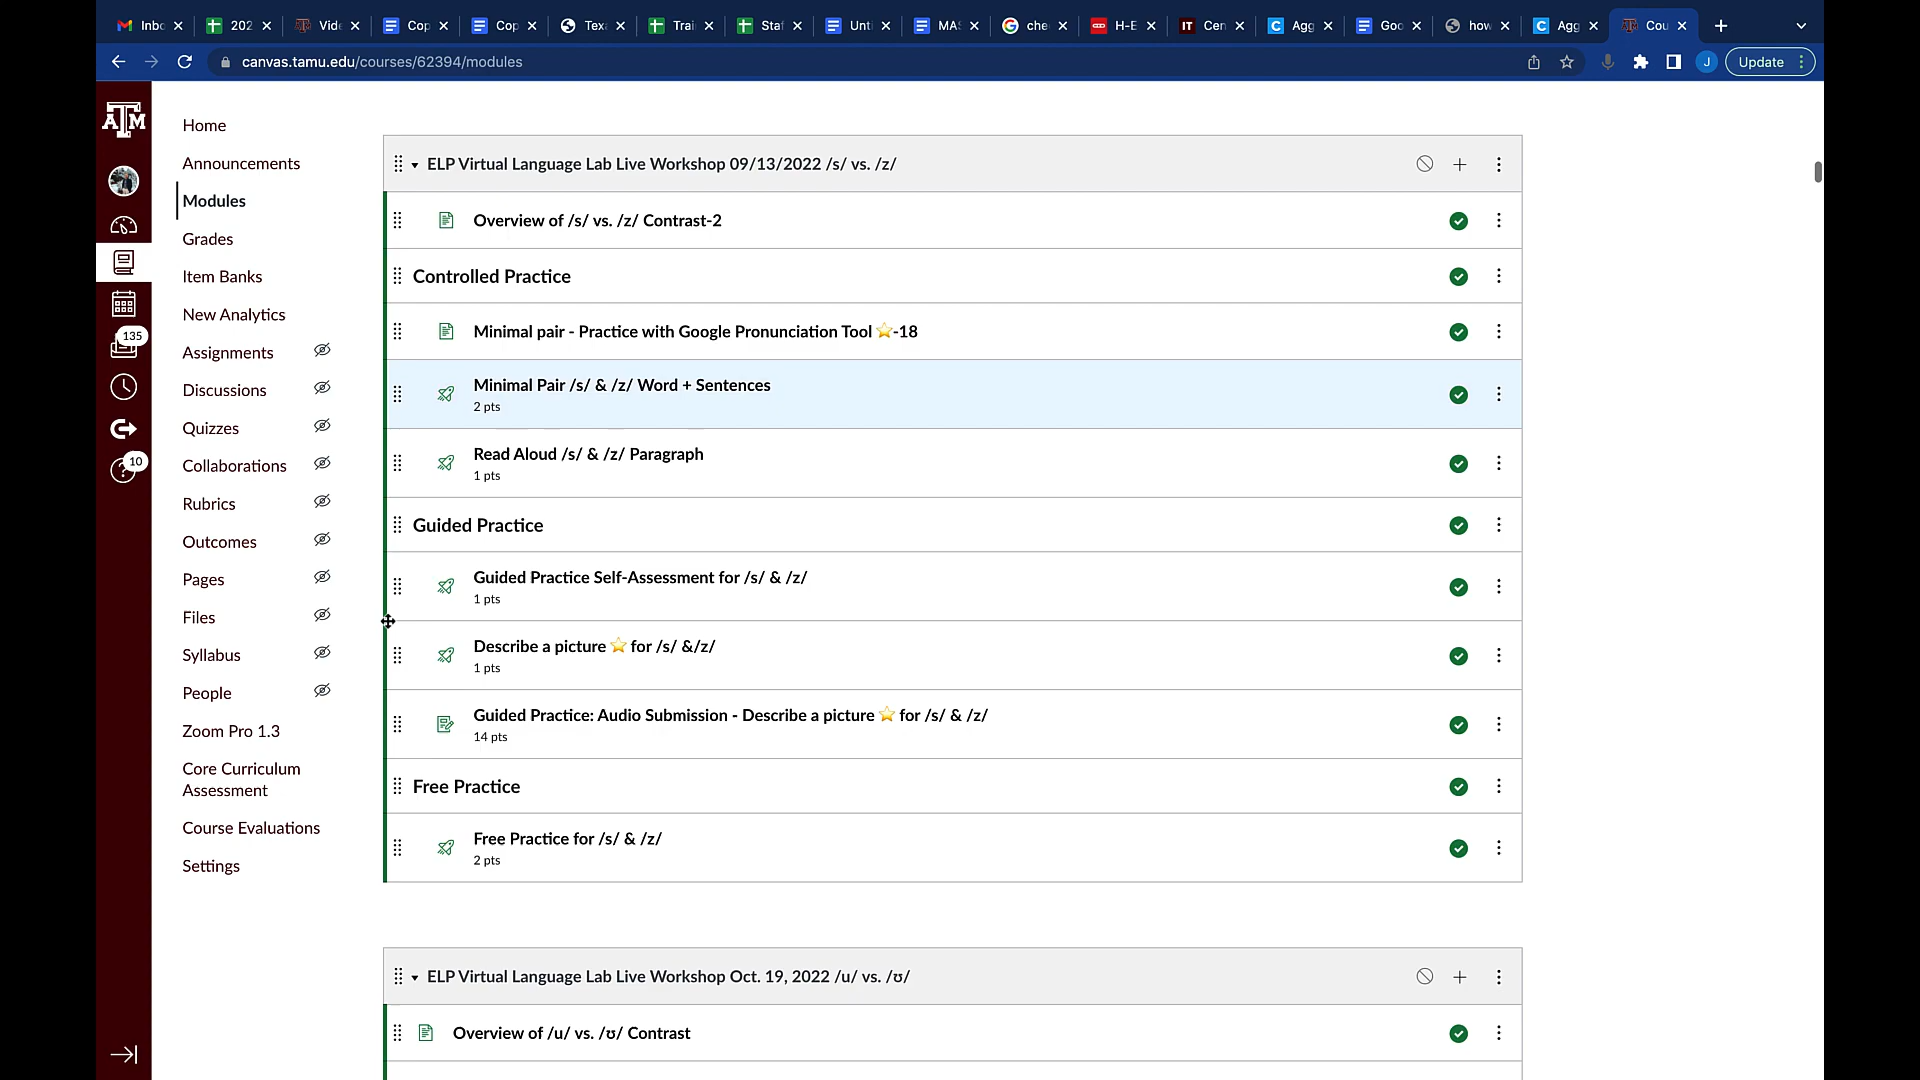 Inbo
202
Vide
Cop
Cop
Tex
Trai
Staf
Unti
MA
che
H-E
Cen
Agg
Goo
how
Agg
Cou
canvas.tamu.edu/courses/62394/modules
J
Update
ATM
135
10
Home
Announcements
Modules
Grades
Item Banks
New Analytics
Assignments
Discussions
Quizzes
Collaborations
Rubrics
Outcomes
Pages
Files
Syllabus
People
Zoom Pro 1.3
Core Curriculum
Assessment
Course Evaluations
Settings
ELP Virtual Language Lab Live Workshop 09/13/2022 /s/ vs. /z/
Overview of /s/ vs. /z/ Contrast-2
Controlled Practice
Minimal pair - Practice with Google Pronunciation Tool ⭐-18
Minimal Pair /s/ & /z/ Word + Sentences
2 pts
Read Aloud /s/ & /z/ Paragraph
1 pts
Guided Practice
Guided Practice Self-Assessment for /s/ & /z/
1 pts
Describe a picture ⭐ for /s/ &/z/
1 pts
Guided Practice: Audio Submission - Describe a picture ⭐ for /s/ & /z/
14 pts
Free Practice
Free Practice for /s/ & /z/
2 pts
ELP Virtual Language Lab Live Workshop Oct. 19, 2022 /u/ vs. /ʊ/
Overview of /u/ vs. /ʊ/ Contrast